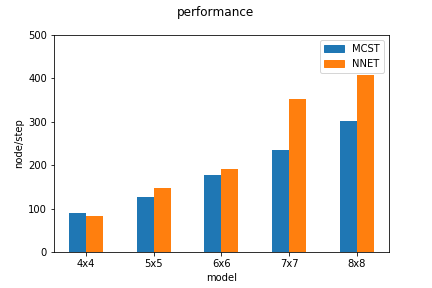 performance
500
400
300
200
100
0
node/step
MCST
NNET
4x4
5x5
6x6
7x7
8x8
model